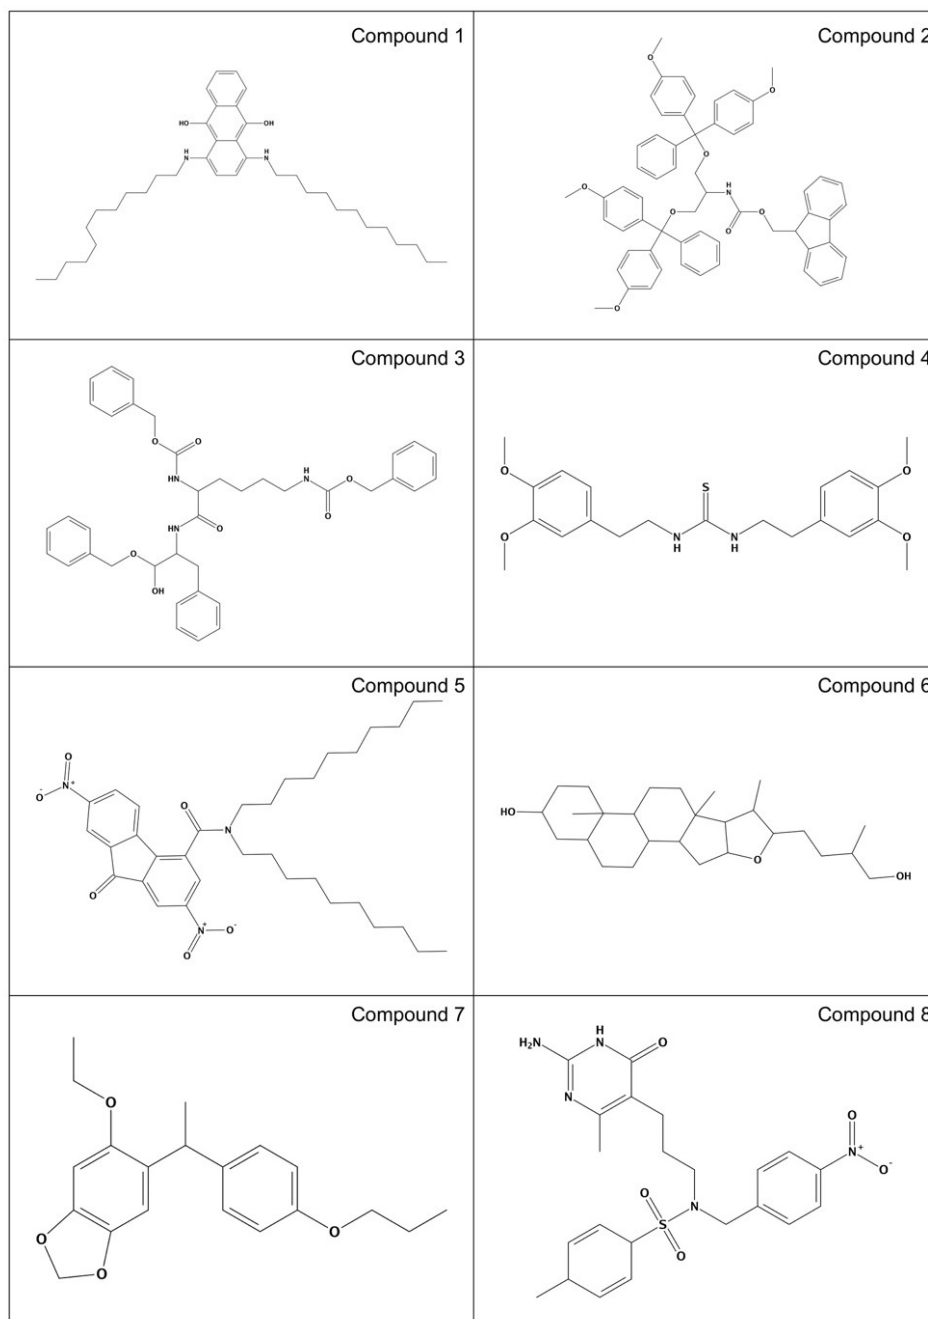 Compound 1
HO OH
H H
N N
Compound 2
O
O
O
H
O N
O O
O
O
Compound 3
O O
H
HN N O
O
HN O
O
OH
Compound 4
O O
S
O N N O
H H
Compound 5
O
N+
O-
O
N
O
N+ O-
O
Compound 6
HO
O
OH
Compound 7
O
O
O
O
Compound 8
H
H₂N N O
N
O
N+
O-
O N
S
O